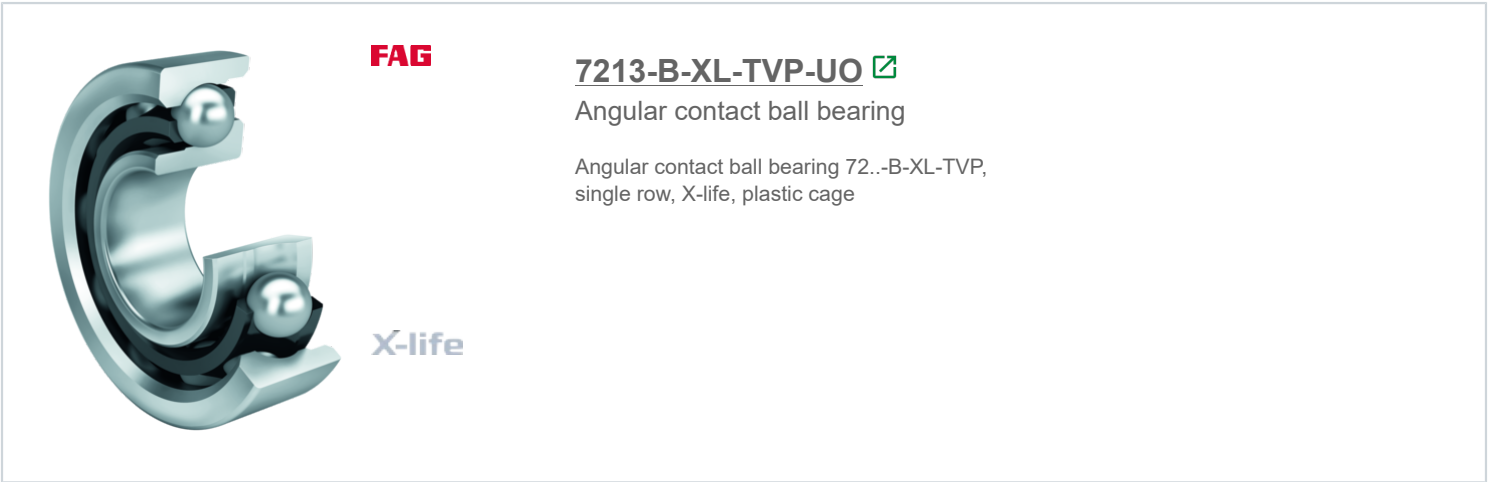 FAG
7213-B-XL-TVP-UO
Angular contact ball bearing
Angular contact ball bearing 72..-B-XL-TVP,
single row, X-life, plastic cage
X-life